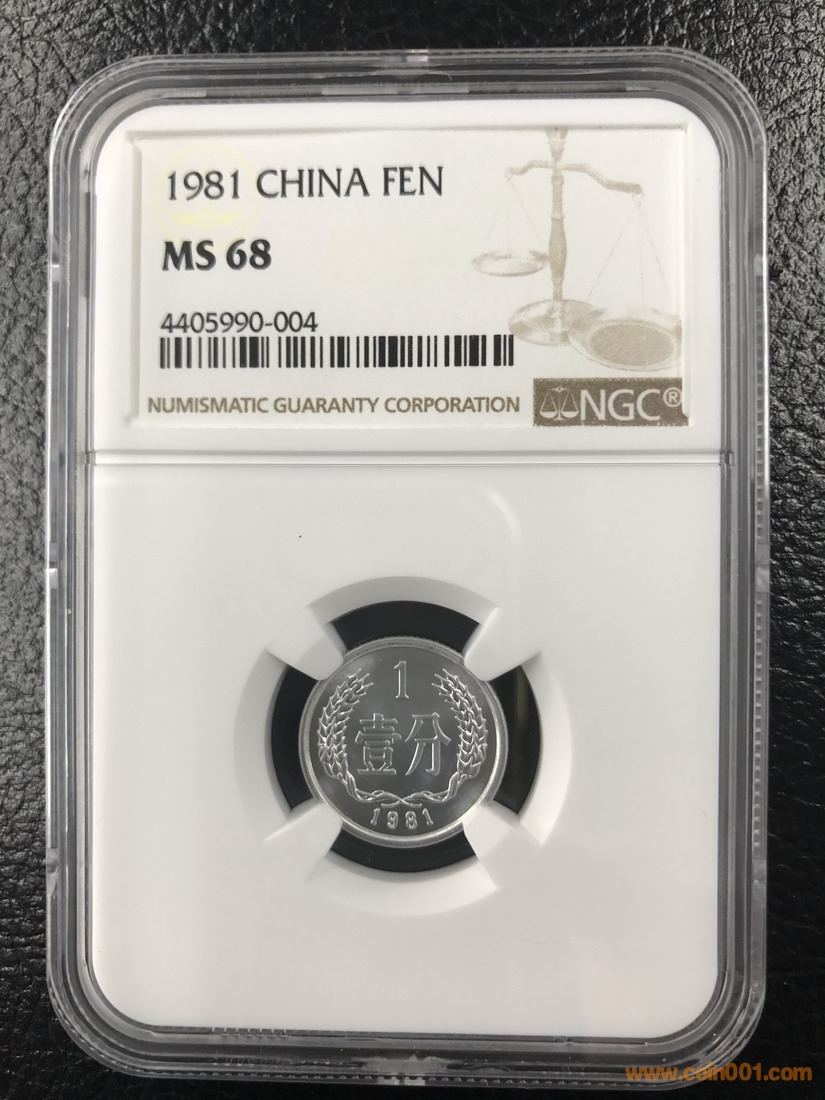 1981 CHINA FEN
MS 68
4405990-004
NUMISMATIC GUARANTY CORPORATION
NGC®
1
壹分
1981
www.coin001.com